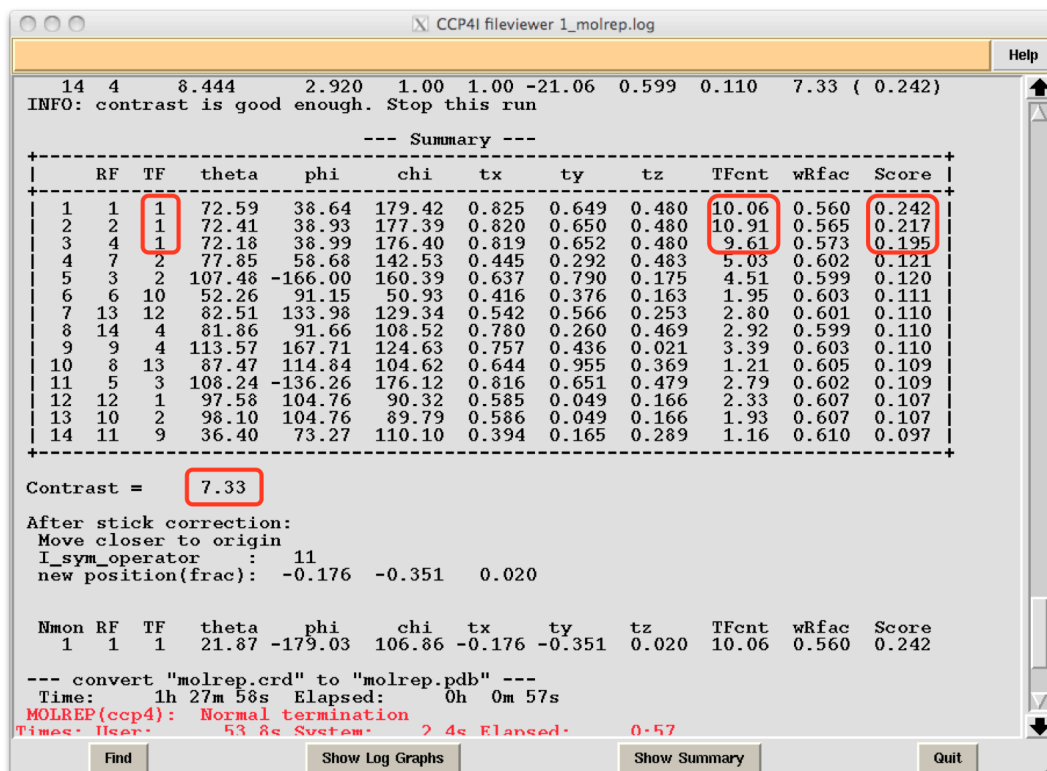 CCP4I fileviewer 1_molrep.log
Help
14 4 8.444 2.920 1.00 1.00 -21.06 0.599 0.110 7.33 ( 0.242)
INFO: contrast is good enough. Stop this run
--- Summary ---
+--------------------------------------------------------------------------------+
| RF TF theta phi chi tx ty tz TFcnt wRfac Score |
+--------------------------------------------------------------------------------+
| 1 1 1 72.59 38.64 179.42 0.825 0.649 0.480 10.06 0.560 0.242 |
| 2 2 1 72.41 38.93 177.39 0.820 0.650 0.480 10.91 0.565 0.217 |
| 3 4 1 72.18 38.99 176.40 0.819 0.652 0.480 9.61 0.573 0.195 |
| 4 7 2 77.85 58.68 142.53 0.445 0.292 0.483 5.03 0.602 0.121 |
| 5 3 2 107.48 -166.00 160.39 0.637 0.790 0.175 4.51 0.599 0.120 |
| 6 6 10 52.26 91.15 50.93 0.416 0.376 0.163 1.95 0.603 0.111 |
| 7 13 12 82.51 133.98 129.34 0.542 0.566 0.253 2.80 0.601 0.110 |
| 8 14 4 81.86 91.66 108.52 0.780 0.260 0.469 2.92 0.599 0.110 |
| 9 9 4 113.57 167.71 124.63 0.757 0.436 0.021 3.39 0.603 0.110 |
| 10 8 13 87.47 114.84 104.62 0.644 0.955 0.369 1.21 0.605 0.109 |
| 11 5 3 108.24 -136.26 176.12 0.816 0.651 0.479 2.79 0.602 0.109 |
| 12 12 1 97.58 104.76 90.32 0.585 0.049 0.166 2.33 0.607 0.107 |
| 13 10 2 98.10 104.76 89.79 0.586 0.049 0.166 1.93 0.607 0.107 |
| 14 11 9 36.40 73.27 110.10 0.394 0.165 0.289 1.16 0.610 0.097 |
+--------------------------------------------------------------------------------+
Contrast = 7.33
After stick correction:
Move closer to origin
I_sym_operator : 11
new position(frac): -0.176 -0.351 0.020
Nmon RF TF theta phi chi tx ty tz TFcnt wRfac Score
1 1 1 21.87 -179.03 106.86 -0.176 -0.351 0.020 10.06 0.560 0.242
--- convert "molrep.crd" to "molrep.pdb" ---
Time: 1h 27m 58s Elapsed: 0h 0m 57s
MOLREP(ccp4): Normal termination
Times: User: 53.8s System: 2.4s Elapsed: 0:57
Find
Show Log Graphs
Show Summary
Quit